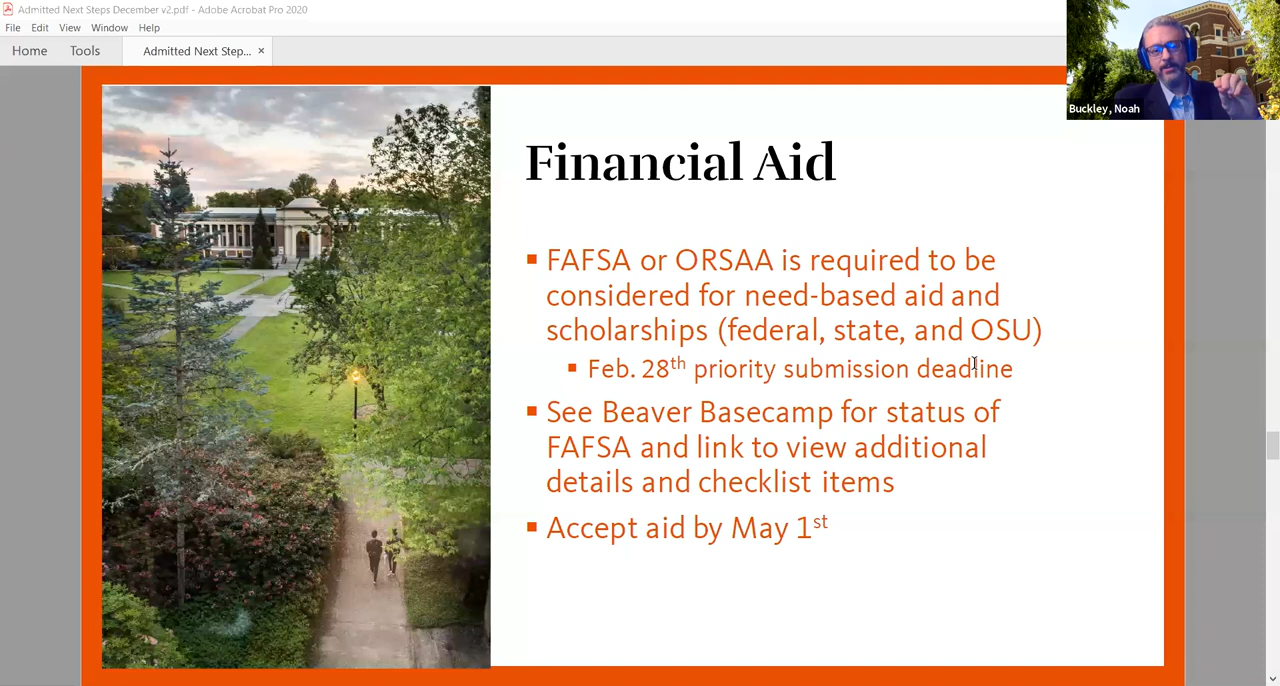 Admitted Next Steps December v2.pdf - Adobe Acrobat Pro 2020
File Edit View Window Help
Home Tools Admitted Next Step... ×
Buckley, Noah
Financial Aid
▪ FAFSA or ORSAA is required to be
considered for need-based aid and
scholarships (federal, state, and OSU)
▪ Feb. 28th priority submission deadline
▪ See Beaver Basecamp for status of
FAFSA and link to view additional
details and checklist items
▪ Accept aid by May 1st